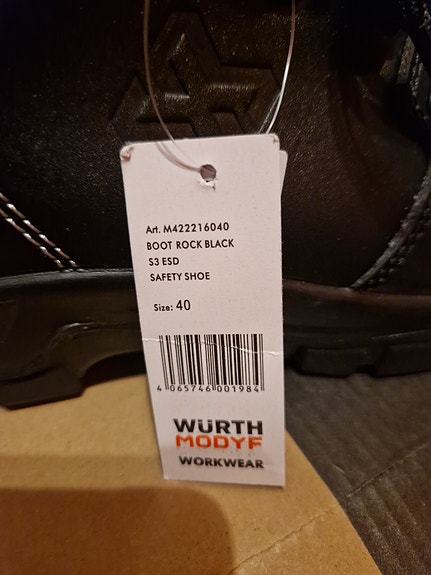 Art. M422216040
BOOT ROCK BLACK
S3 ESD
SAFETY SHOE
Size: 40
4 065746 001984
WÜRTH
MODYF
WORKWEAR